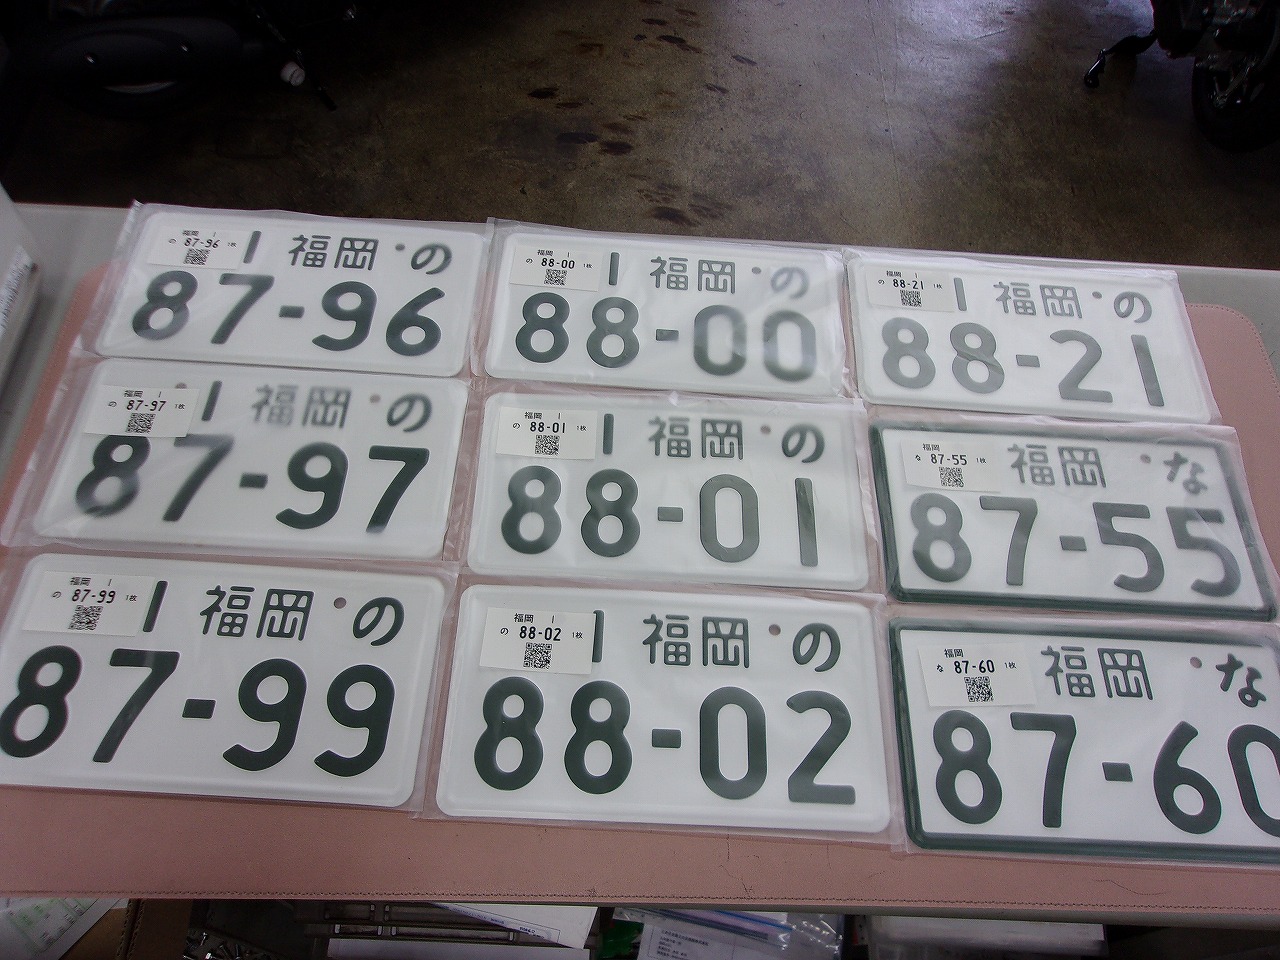 福岡 1
の 87-96 1枚
1 福岡 の
87-96
福岡 1
の 88-00 1枚
1 福岡 の
88-00
福岡 1
88-21 1枚
1 福岡 の
88-21
福岡 1
の 87-97 1枚
1 福岡 の
87-97
福岡 1
の 88-01 1枚
1 福岡 の
88-01
福岡
な 87-55 1枚
福岡 な
87-55
福岡 1
の 87-99 1枚
1 福岡 の
87-99
福岡 1
の 88-02 1枚
1 福岡 の
88-02
福岡
な 87-60 1枚
福岡 な
87-60